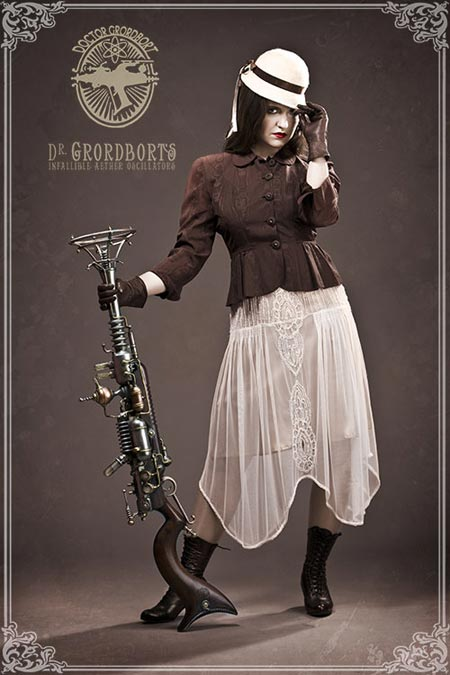 DOCTOR GRORDBORT
DR. GRORDBORTS
INFALLIBLE AETHER OSCILLATORS